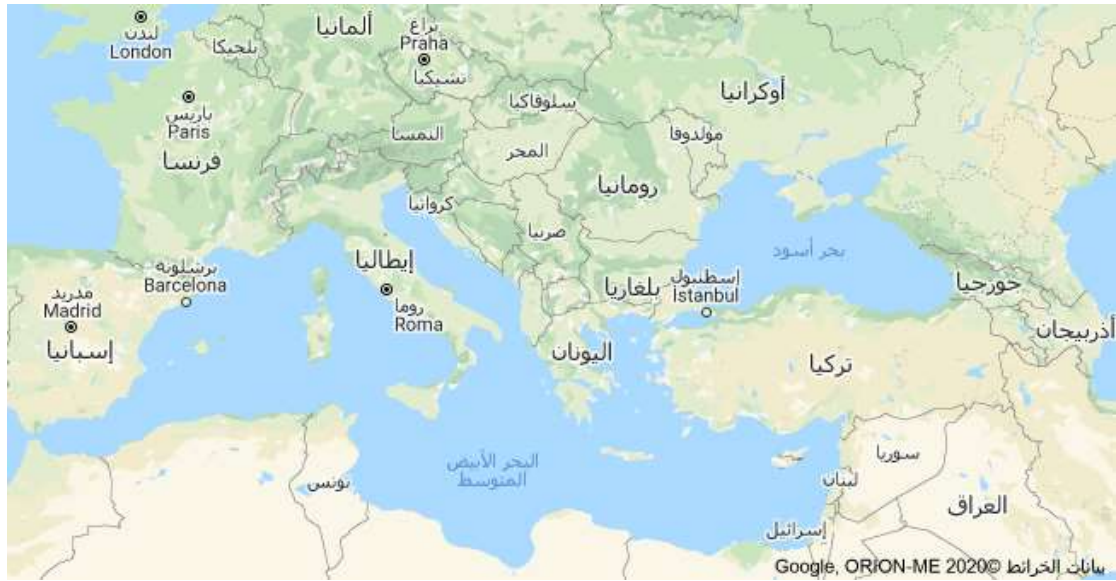 لندن
London
بلجيكا
ألمانيا
براغ
Praha
تشيكيا
باريس
Paris
فرنسا
النمسا
سلوفاكيا
المجر
أوكرانيا
مولدوفا
رومانيا
كرواتيا
صربيا
بحر أسود
برشلونة
Barcelona
مدريد
Madrid
إسبانيا
إيطاليا
روما
Roma
بلغاريا
إسطنبول
Istanbul
جورجيا
أذربيجان
اليونان
تركيا
البحر الأبيض
المتوسط
تونس
سوريا
لبنان
العراق
إسرائيل
بيانات الخرائط ©2020 Google, ORION-ME